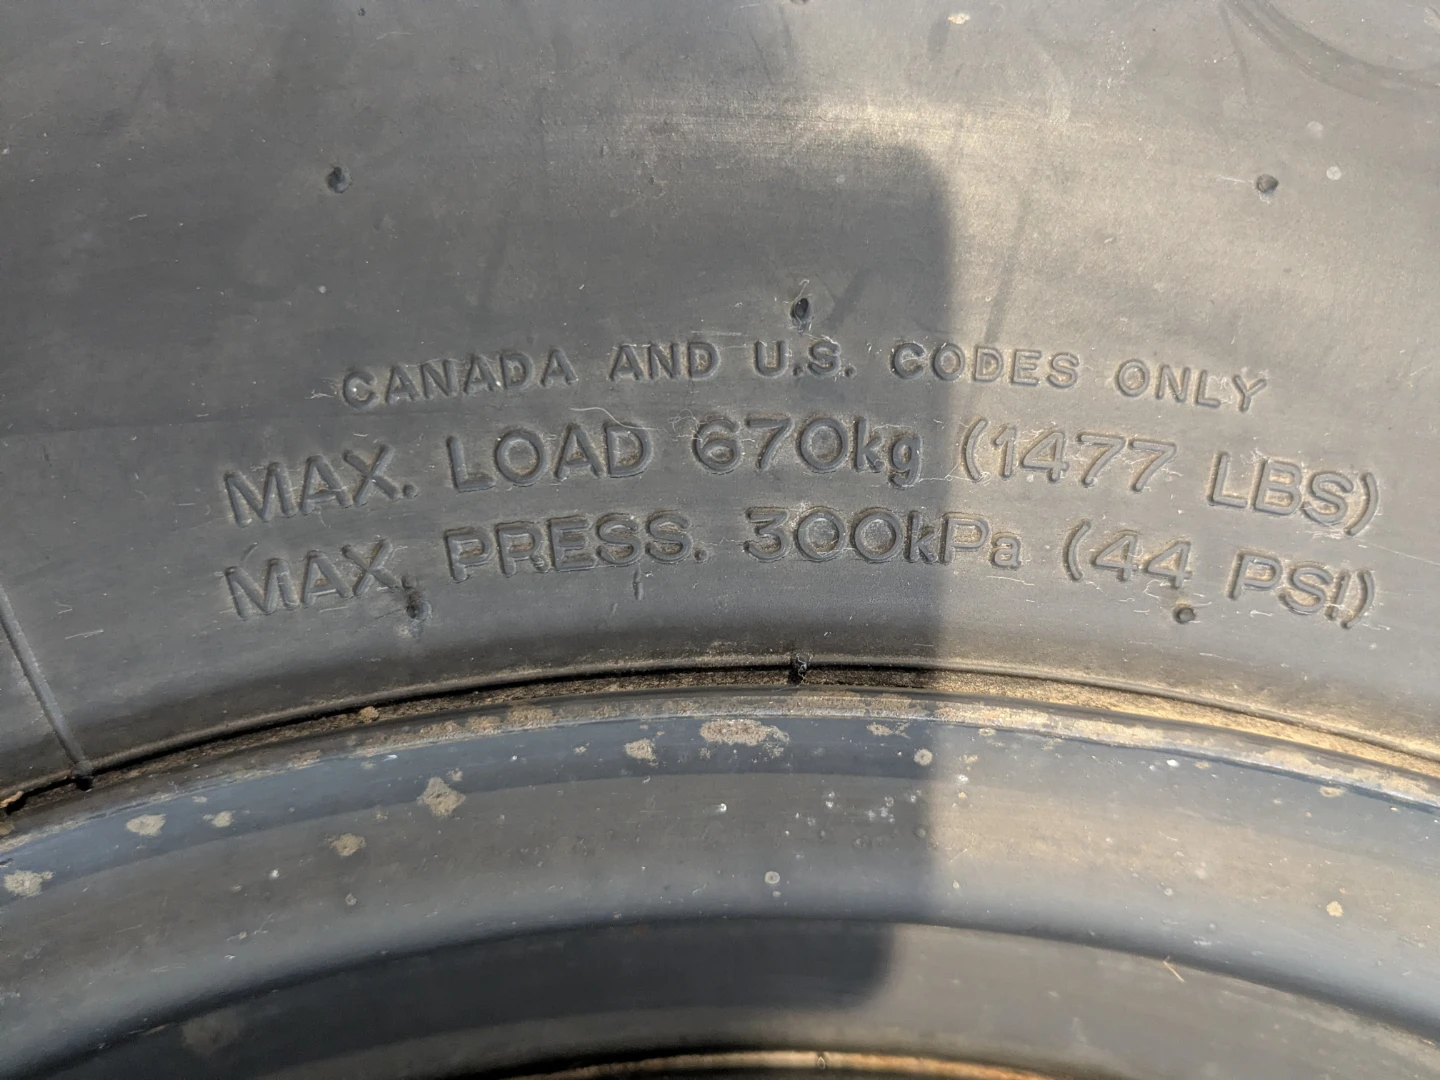 CANADA AND U.S. CODES ONLY
MAX. LOAD 670kg (1477 LBS)
MAX. PRESS. 300kPa (44 PSI)